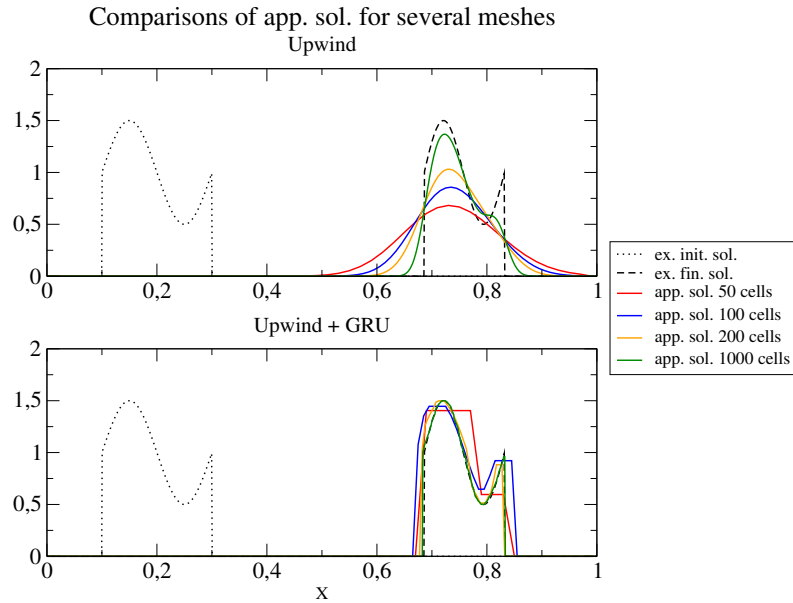 Comparisons of app. sol. for several meshes
Upwind
2
1,5
1
0,5
0
0 0,2 0,4 0,6 0,8 1
ex. init. sol.
ex. fin. sol.
app. sol. 50 cells
app. sol. 100 cells
app. sol. 200 cells
app. sol. 1000 cells
Upwind + GRU
2
1,5
1
0,5
0
0 0,2 0,4 0,6 0,8 1
X